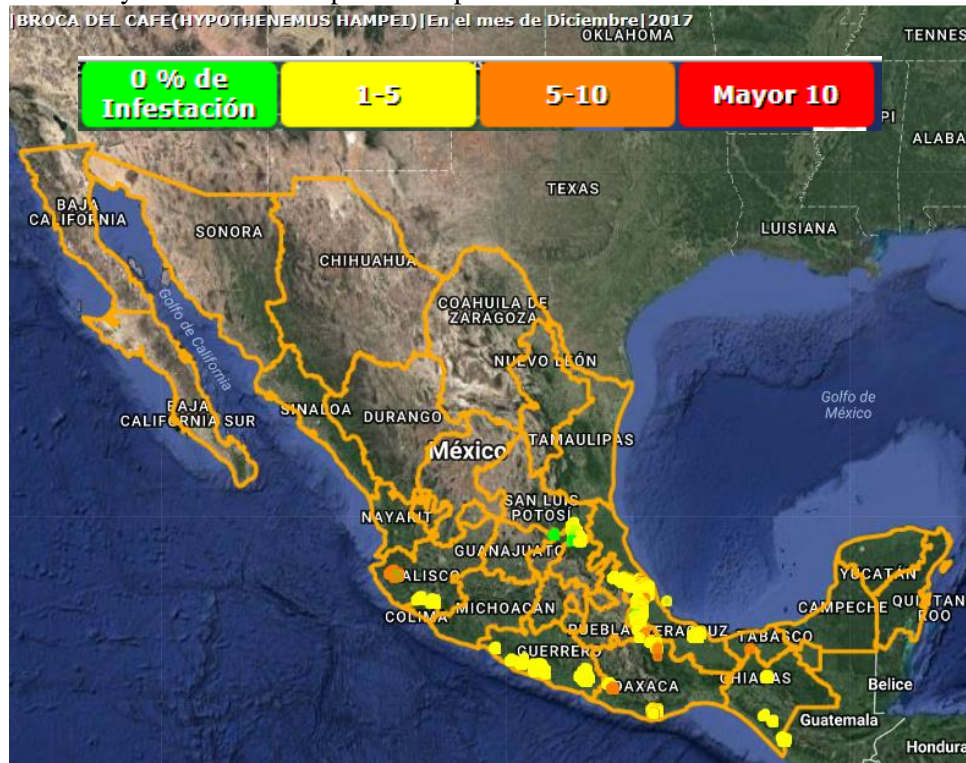 |BROCA DEL CAFE(HYPOTHENEMUS HAMPEI)|En el mes de Diciembre|2017
OKLAHOMA
TENNES
0 % de
Infestación
1-5
5-10
Mayor 10
PI
ALABA
TEXAS
BAJA
CALIFORNIA
SONORA
LUISIANA
CHIHUAHUA
Golfo de California
COAHUILA DE
ZARAGOZA
NUEVO LEÓN
Golfo de
México
BAJA
CALIFORNIA SUR
SINALOA
DURANGO
México
TAMAULIPAS
SAN LUIS
POTOSÍ
NAYARIT
GUANAJUATO
JALISCO
YUCATÁN
COLIMA
MICHOACÁN
CAMPECHE
QUINTAN
ROO
PUEBLA
VERACRUZ
TABASCO
GUERRERO
OAXACA
CHIAPAS
Belice
Guatemala
Hondura